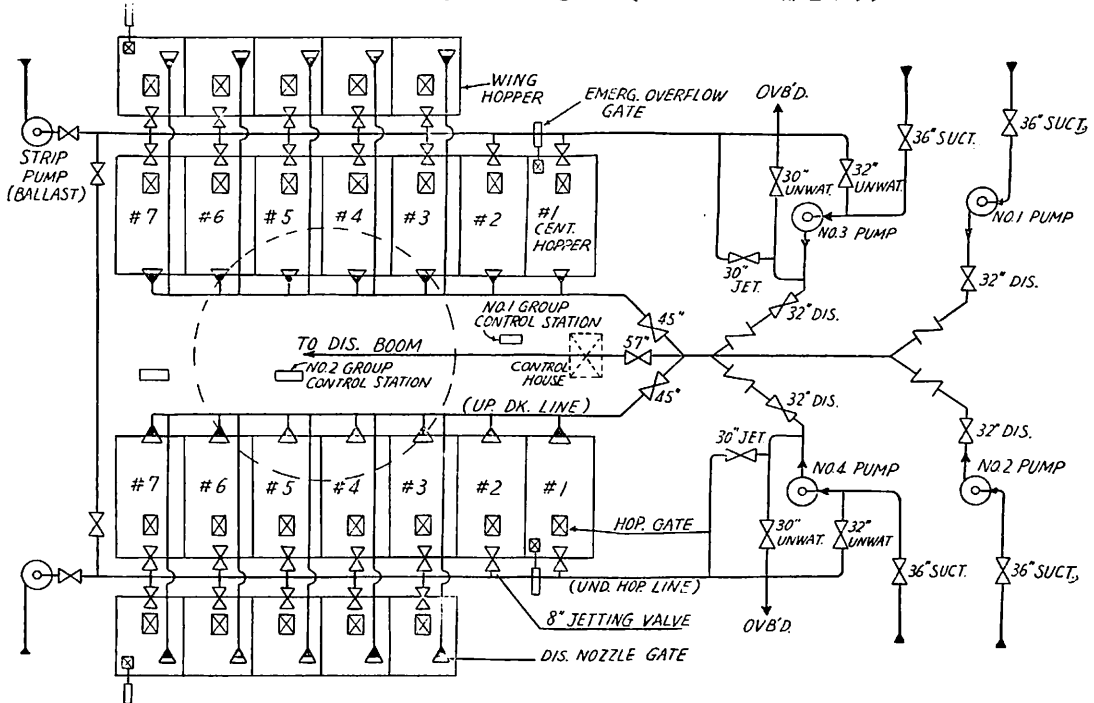 WING
HOPPER
EMERG. OVERFLOW
GATE
OVB'D.
36" SUCT.
36" SUCT.
STRIP
PUMP
(BALLAST)
30"
UNWAT.
32"
UNWAT.
NO.3 PUMP
NO.1 PUMP
#7
#6
#5
#4
#3
#2
#1
CENT.
HOPPER
30"
JET.
32" DIS.
32" DIS.
NO.1 GROUP
CONTROL STATION
45"
57"
TO DIS. BOOM
CONTROL
HOUSE
NO.2 GROUP
CONTROL STATION
45"
(UP. DK. LINE)
32" DIS.
32" DIS.
30" JET
NO.4 PUMP
NO.2 PUMP
#7
#6
#5
#4
#3
#2
#1
HOP. GATE
30"
UNWAT.
32"
UNWAT
36" SUCT.
36" SUCT.
(UND. HOP. LINE)
8" JETTING VALVE
OVB'D.
DIS. NOZZLE GATE